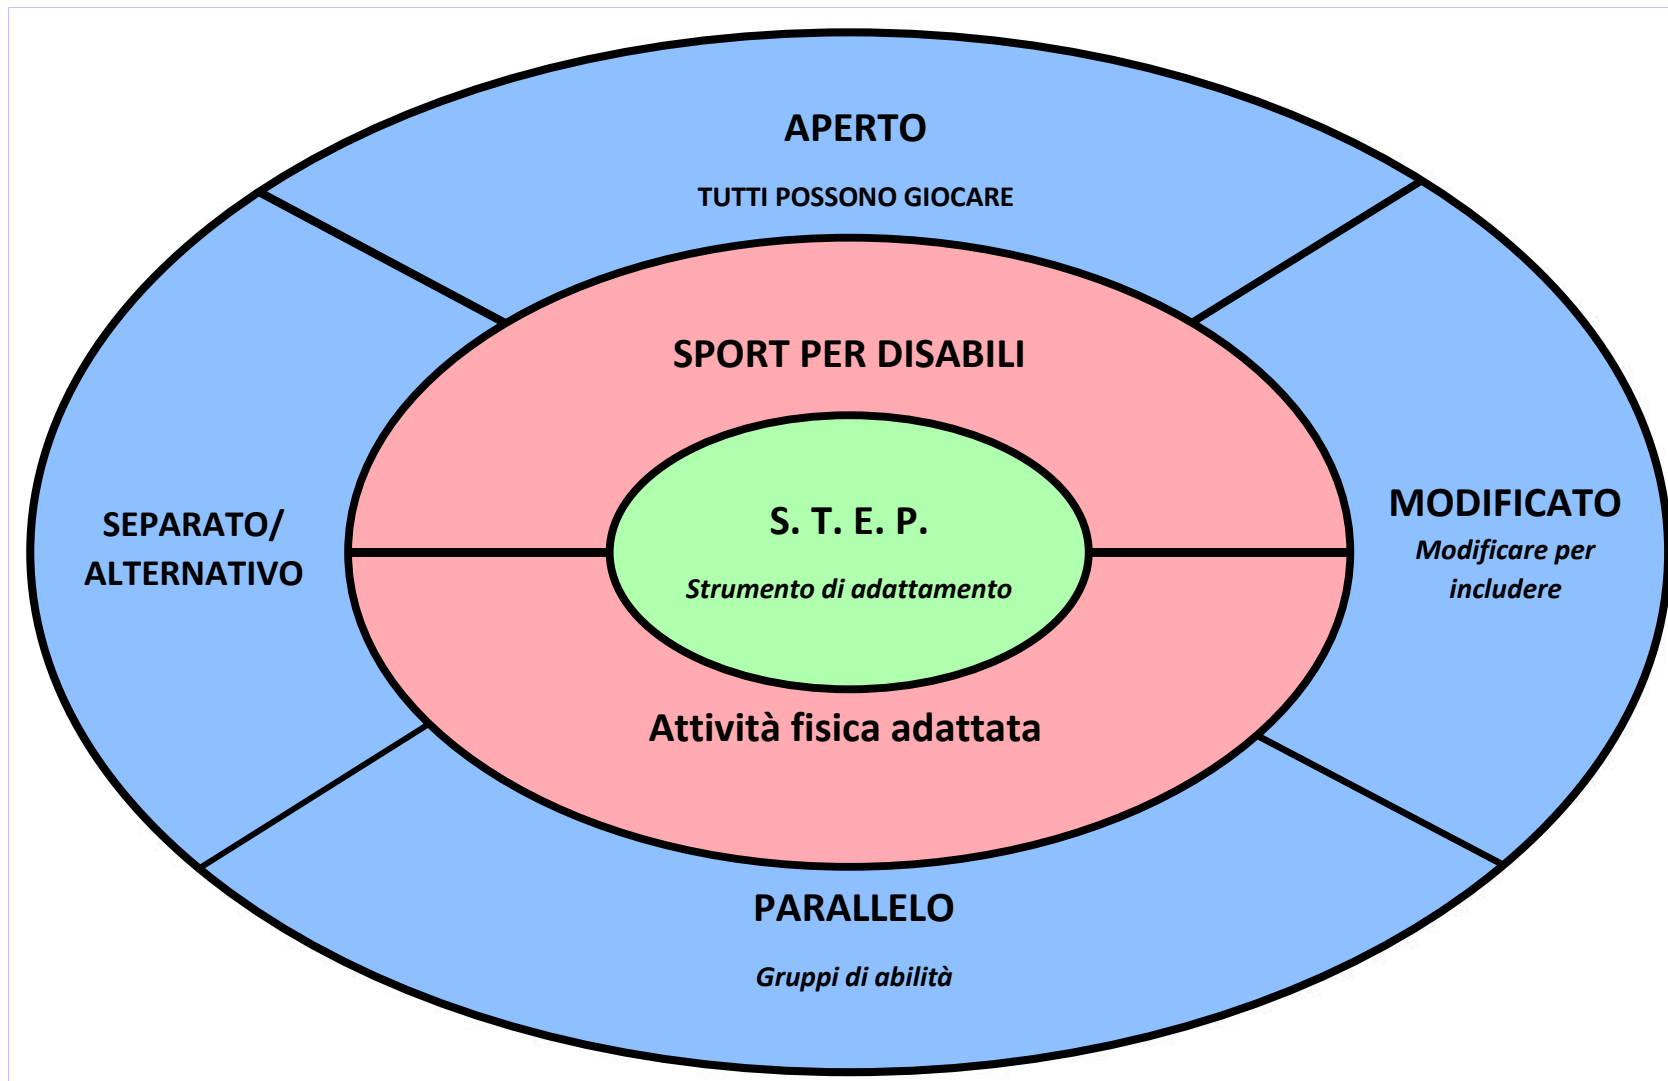 APERTO
TUTTI POSSONO GIOCARE
SPORT PER DISABILI
SEPARATO/
ALTERNATIVO
S. T. E. P.
Strumento di adattamento
MODIFICATO
Modificare per
includere
Attività fisica adattata
PARALLELO
Gruppi di abilità